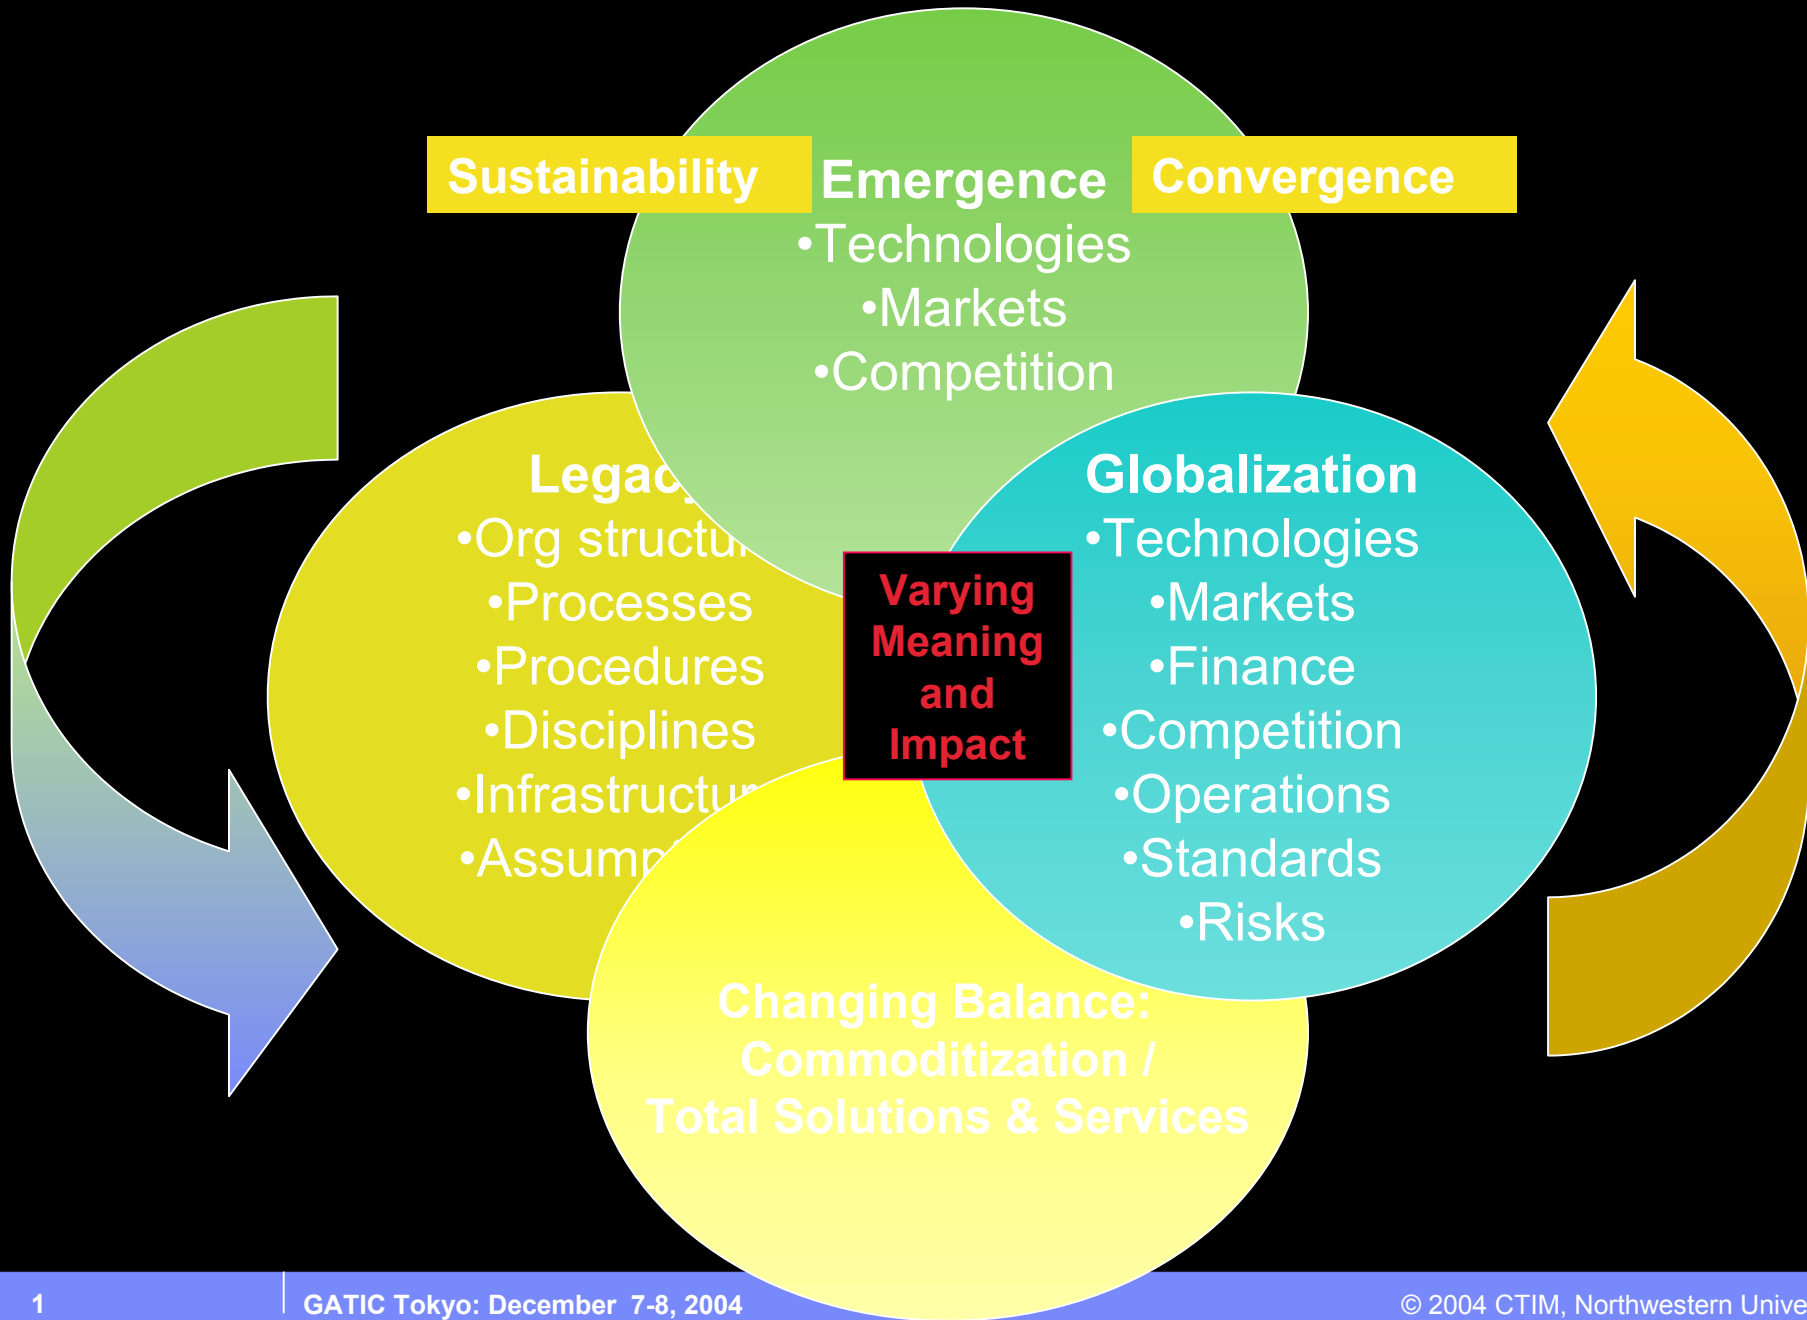 Sustainability
Emergence
Convergence
•Technologies
•Markets
•Competition
Legacy
•Org structu
•Processes
•Procedures
•Disciplines
•Infrastructur
•Assump
Globalization
•Technologies
•Markets
•Finance
•Competition
•Operations
•Standards
•Risks
Varying
Meaning
and
Impact
Changing Balance:
Commoditization /
Total Solutions & Services
1
GATIC Tokyo: December 7-8, 2004
© 2004 CTIM, Northwestern Unive